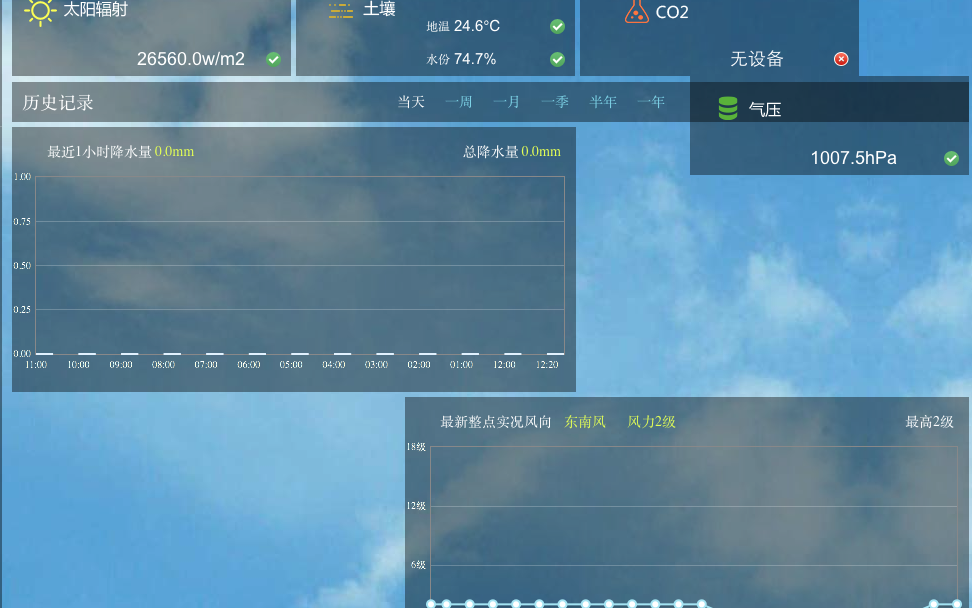 太阳辐射
26560.0w/m2
土壤
地温 24.6°C
水份 74.7%
CO2
无设备
历史记录
当天 一周 一月 一季 半年 一年
气压
1007.5hPa
最近1小时降水量 0.0mm 总降水量 0.0mm
1.00
0.75
0.50
0.25
0.00
11:00 10:00 09:00 08:00 07:00 06:00 05:00 04:00 03:00 02:00 01:00 12:00 12:20
最新整点实况风向 东南风 风力2级 最高2级
18级
12级
6级